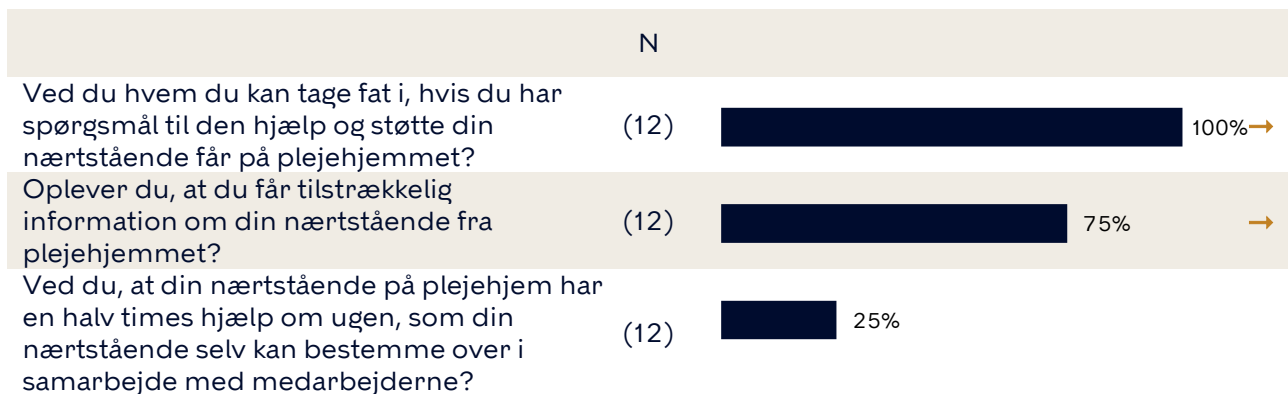 N
Ved du hvem du kan tage fat i, hvis du har
spørgsmål til den hjælp og støtte din
nærtstående får på plejehjemmet?
(12)
100%→
Oplever du, at du får tilstrækkelig
information om din nærtstående fra
plejehjemmet?
(12)
75%
→
Ved du, at din nærtstående på plejehjem har
en halv times hjælp om ugen, som din
nærtstående selv kan bestemme over i
samarbejde med medarbejderne?
(12)
25%